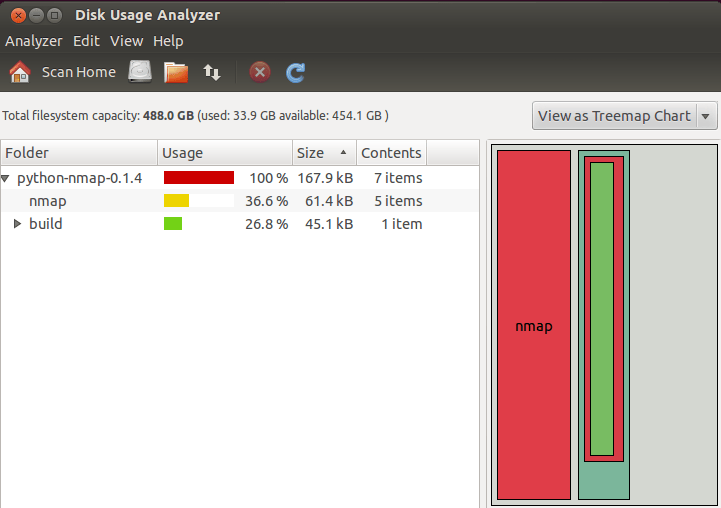 Disk Usage Analyzer
Analyzer Edit View Help
Scan Home
Total filesystem capacity: 488.0 GB (used: 33.9 GB available: 454.1 GB )
View as Treemap Chart
Folder Usage Size Contents
python-nmap-0.1.4 100 % 167.9 kB 7 items
nmap 36.6 % 61.4 kB 5 items
build 26.8 % 45.1 kB 1 item
nmap